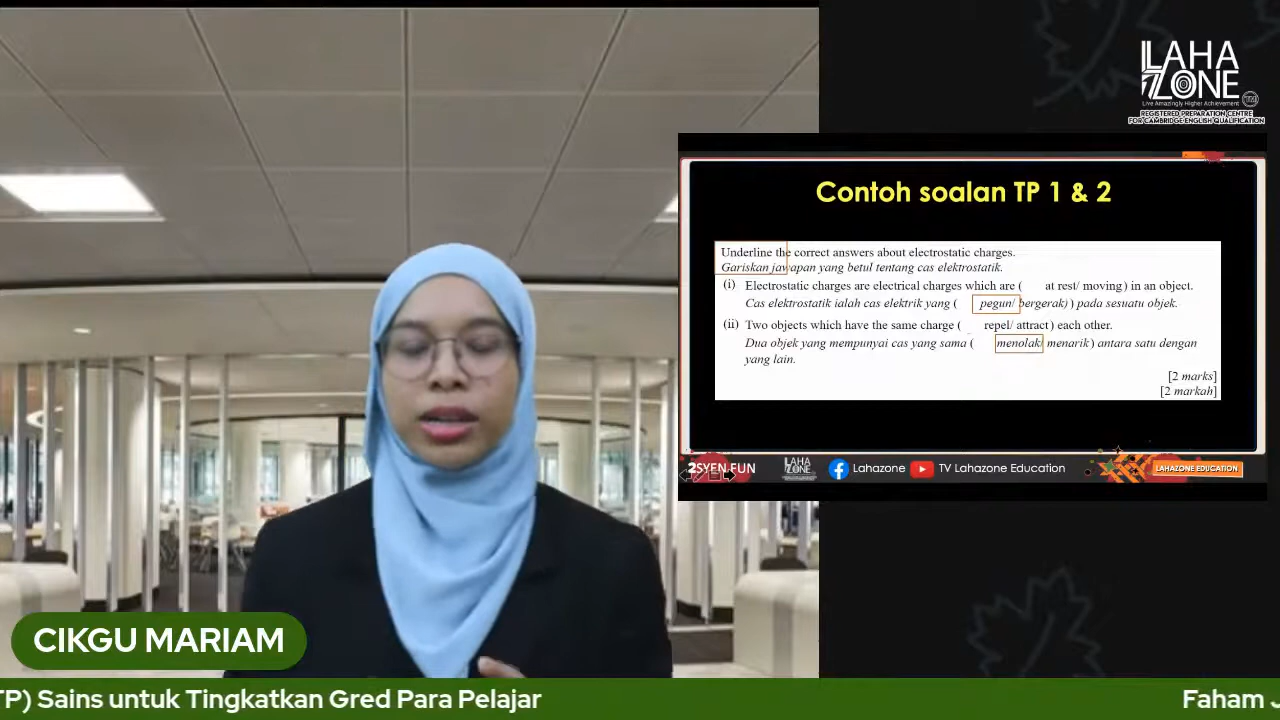 LAHA
ZONE
Live Amazingly Higher Achievement
REGISTERED PREPARATION CENTRE
FOR CAMBRIDGE ENGLISH QUALIFICATION
Contoh soalan TP 1 & 2
Underline the correct answers about electrostatic charges.
Gariskan jawapan yang betul tentang cas elektrostatik.
(i) Electrostatic charges are electrical charges which are ( at rest/ moving ) in an object.
Cas elektrostatik ialah cas elektrik yang ( pegun/ bergerak) ) pada sesuatu objek.
(ii) Two objects which have the same charge ( repel/ attract ) each other.
Dua objek yang mempunyai cas yang sama ( menolak/ menarik ) antara satu dengan
yang lain.
[2 marks]
[2 markah]
2SYEN FUN
LAHA
ZONE
Lahazone
TV Lahazone Education
LAHAZONE EDUCATION
CIKGU MARIAM
TP) Sains untuk Tingkatkan Gred Para Pelajar
Faham J